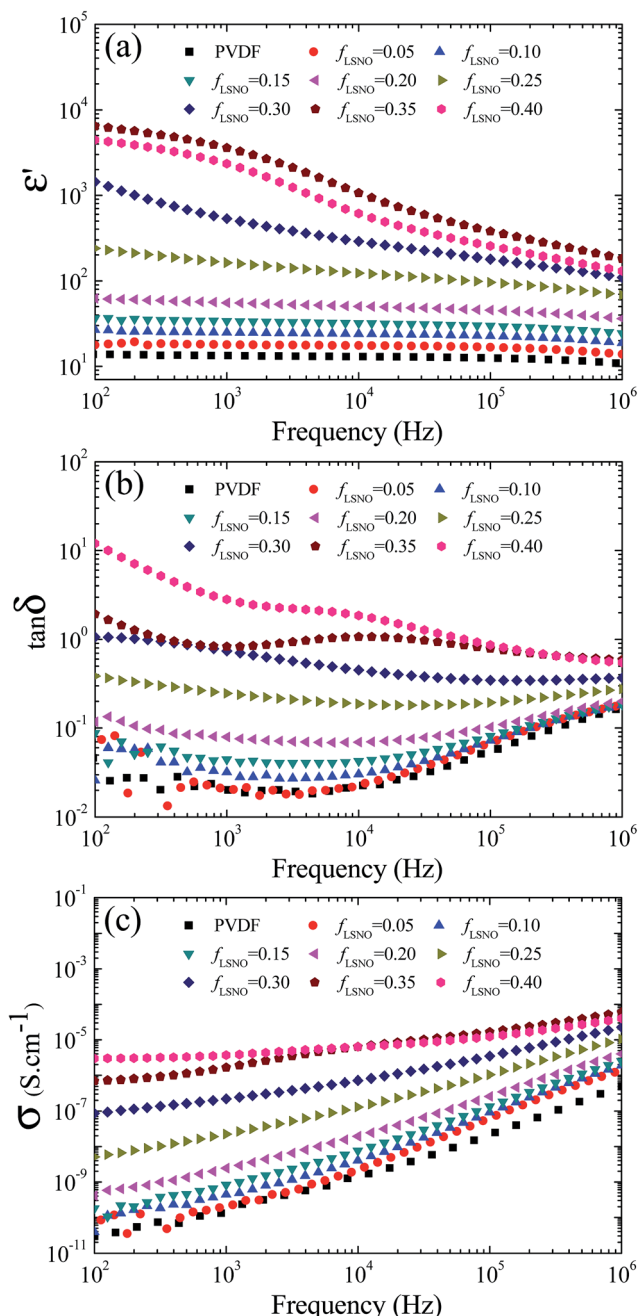 (a)
PVDF f_LSNO=0.05 f_LSNO=0.10
f_LSNO=0.15 f_LSNO=0.20 f_LSNO=0.25
f_LSNO=0.30 f_LSNO=0.35 f_LSNO=0.40
ε'
10^5
10^4
10^3
10^2
10^1
10^2 10^3 10^4 10^5 10^6
Frequency (Hz)
(b)
PVDF f_LSNO=0.05 f_LSNO=0.10
f_LSNO=0.15 f_LSNO=0.20 f_LSNO=0.25
f_LSNO=0.30 f_LSNO=0.35 f_LSNO=0.40
tanδ
10^2
10^1
10^0
10^-1
10^-2
10^2 10^3 10^4 10^5 10^6
Frequency (Hz)
(c)
PVDF f_LSNO=0.05 f_LSNO=0.10
f_LSNO=0.15 f_LSNO=0.20 f_LSNO=0.25
f_LSNO=0.30 f_LSNO=0.35 f_LSNO=0.40
σ (S.cm^-1)
10^-1
10^-3
10^-5
10^-7
10^-9
10^-11
10^2 10^3 10^4 10^5 10^6
Frequency (Hz)